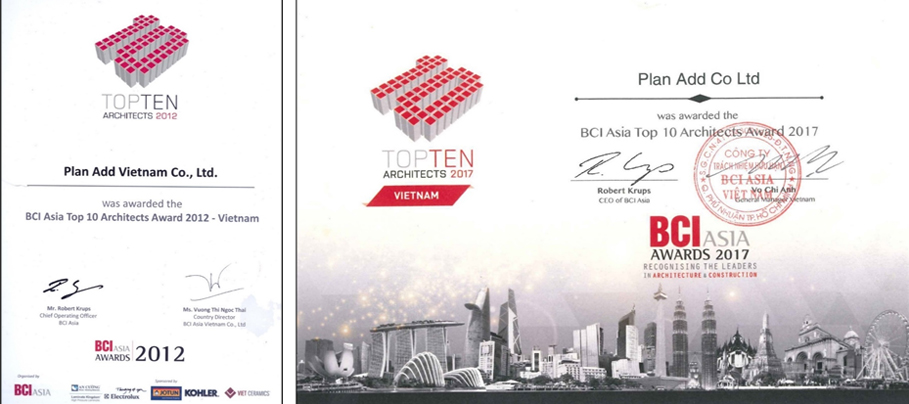 TOPTEN
ARCHITECTS 2012
Plan Add Vietnam Co., Ltd.
was awarded the
BCI Asia Top 10 Architects Award 2012 - Vietnam
Mr. Robert Krups
Chief Operating Officer
BCI Asia
Ms. Vuong Thi Ngoc Thai
Country Director
BCI Asia Vietnam Co., Ltd
BCI ASIA
AWARDS 2012
Organised by
BCI ASIA
Sponsored by
Electrolux
JOTUN
KOHLER
VIET CERAMICS
TOPTEN
ARCHITECTS 2017
VIETNAM
Plan Add Co Ltd
was awarded the
BCI Asia Top 10 Architects Award 2017
Robert Krups
CEO of BCI Asia
Vo Chi Anh
General Manager Vietnam
CÔNG TY
TRÁCH NHIỆM HỮU HẠN
BCI ASIA
VIỆT NAM
Q. PHÚ NHUẬN - TP. HỒ CHÍ MINH
BCI ASIA
AWARDS 2017
RECOGNISING THE LEADERS
IN ARCHITECTURE & CONSTRUCTION